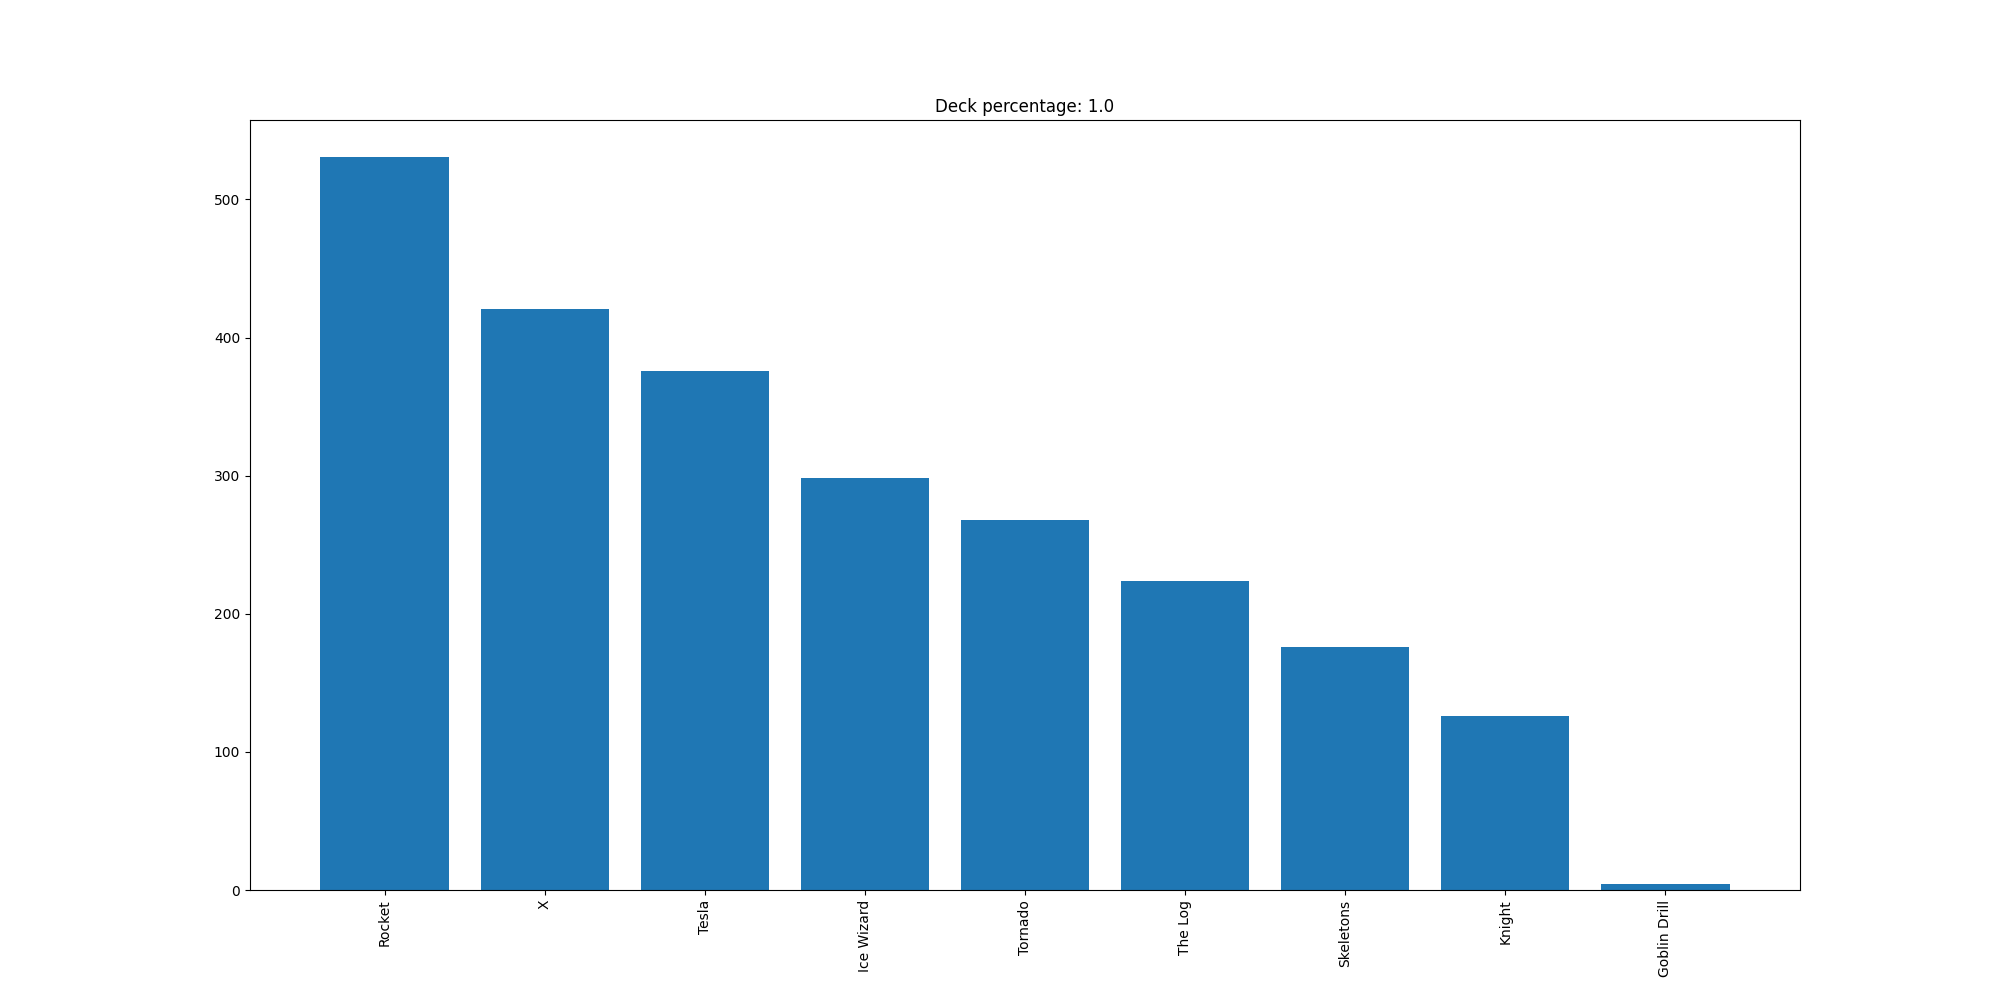 Deck percentage: 1.0
500
400
300
200
100
0
Rocket
X
Tesla
Ice Wizard
Tornado
The Log
Skeletons
Knight
Goblin Drill